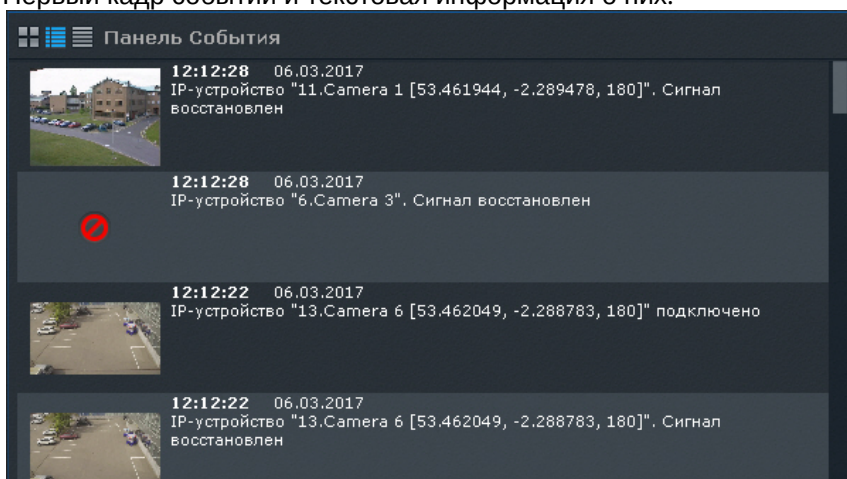 Первый кадр событий и текстовая информация о них.
Панель События
12:12:28 06.03.2017
IP-устройство "11.Camera 1 [53.461944, -2.289478, 180]". Сигнал
восстановлен
12:12:28 06.03.2017
IP-устройство "6.Camera 3". Сигнал восстановлен
12:12:22 06.03.2017
IP-устройство "13.Camera 6 [53.462049, -2.288783, 180]" подключено
12:12:22 06.03.2017
IP-устройство "13.Camera 6 [53.462049, -2.288783, 180]". Сигнал
восстановлен